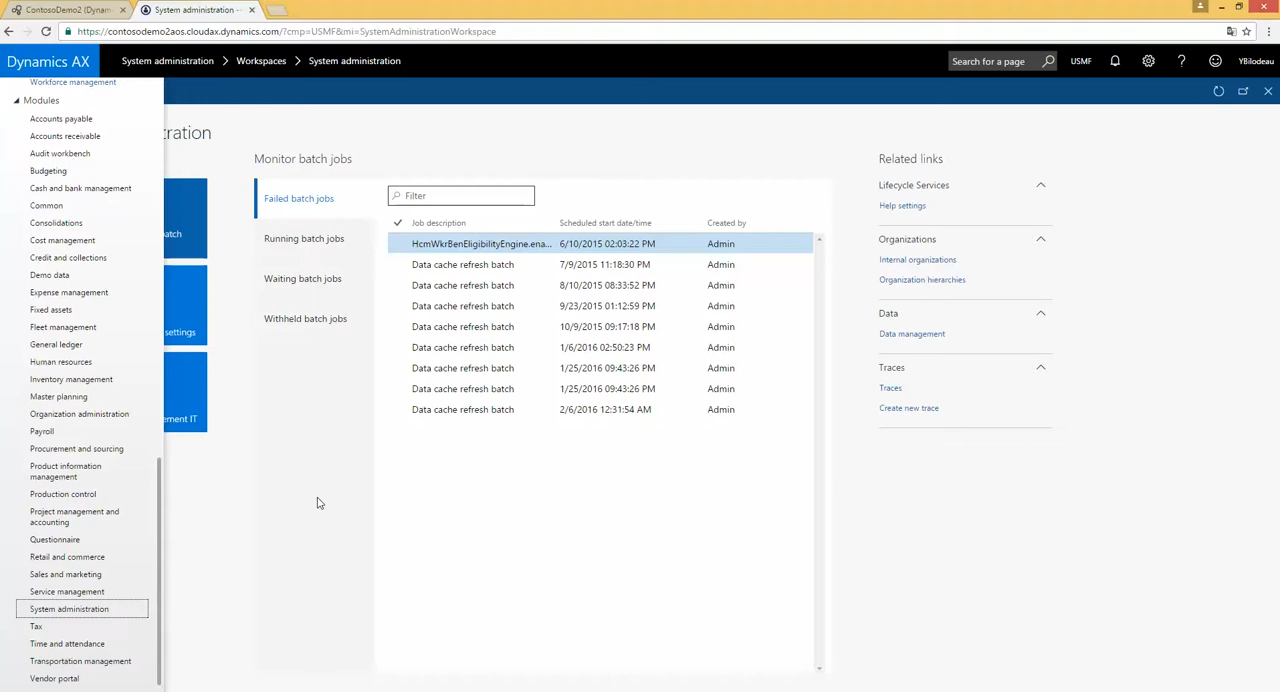 ContosoDemo2 (Dynam
System administration --
https://contosodemo2aos.cloudax.dynamics.com/?cmp=USMF&mi=SystemAdministrationWorkspace
Dynamics AX
System administration > Workspaces > System administration
Search for a page
USMF
?
YBilodeau
Workforce management
Modules
Accounts payable
Accounts receivable
Audit workbench
Budgeting
Cash and bank management
Common
Consolidations
Cost management
Credit and collections
Demo data
Expense management
Fixed assets
Fleet management
General ledger
Human resources
Inventory management
Master planning
Organization administration
Payroll
Procurement and sourcing
Product information
management
Production control
Project management and
accounting
Questionnaire
Retail and commerce
Sales and marketing
Service management
System administration
Tax
Time and attendance
Transportation management
Vendor portal
tration
atch
settings
ement IT
Monitor batch jobs
Failed batch jobs
Running batch jobs
Waiting batch jobs
Withheld batch jobs
Filter
Job description Scheduled start date/time Created by
HcmWkrBenEligibilityEngine.ena... 6/10/2015 02:03:22 PM Admin
Data cache refresh batch 7/9/2015 11:18:30 PM Admin
Data cache refresh batch 8/10/2015 08:33:52 PM Admin
Data cache refresh batch 9/23/2015 01:12:59 PM Admin
Data cache refresh batch 10/9/2015 09:17:18 PM Admin
Data cache refresh batch 1/6/2016 02:50:23 PM Admin
Data cache refresh batch 1/25/2016 09:43:26 PM Admin
Data cache refresh batch 1/25/2016 09:43:26 PM Admin
Data cache refresh batch 2/6/2016 12:31:54 AM Admin
Related links
Lifecycle Services
Help settings
Organizations
Internal organizations
Organization hierarchies
Data
Data management
Traces
Traces
Create new trace